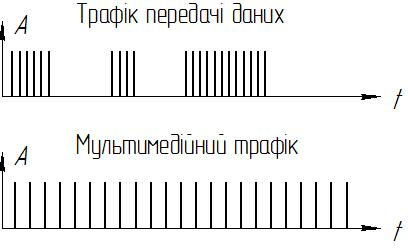 Трафік передачі даних
A
t
Мультимедійний трафік
A
t